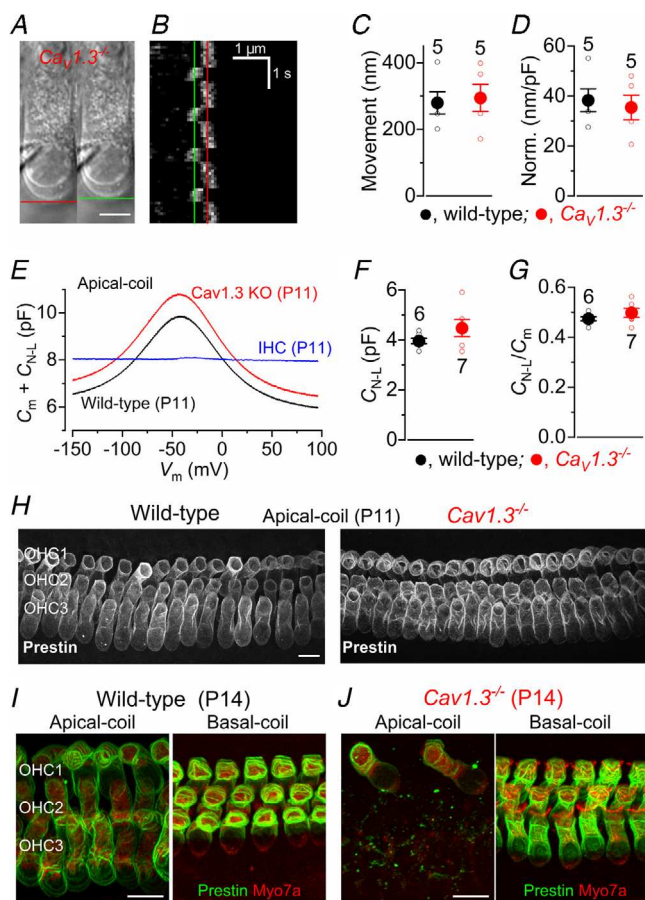 A
Caᵥ1.3⁻/⁻
B
1 µm
1 s
C
Movement (nm)
400
200
0
5
5
D
Norm. (nm/pF)
60
40
20
0
5
5
●, wild-type; ●, Caᵥ1.3⁻/⁻
E
Apical-coil
Cav1.3 KO (P11)
IHC (P11)
Wild-type (P11)
Cₘ + C_N-L (pF)
10
8
6
-150 -100 -50 0 50 100
Vₘ (mV)
F
C_N-L (pF)
6
4
2
0
6
7
G
C_N-L/Cₘ
0.6
0.4
0.2
0.0
6
7
●, wild-type; ●, Caᵥ1.3⁻/⁻
H
Wild-type
Apical-coil (P11)
Cav1.3⁻/⁻
OHC1
OHC2
OHC3
Prestin
I
Wild-type (P14)
Apical-coil
Basal-coil
OHC1
OHC2
OHC3
Prestin Myo7a
J
Cav1.3⁻/⁻ (P14)
Apical-coil
Basal-coil
Prestin Myo7a